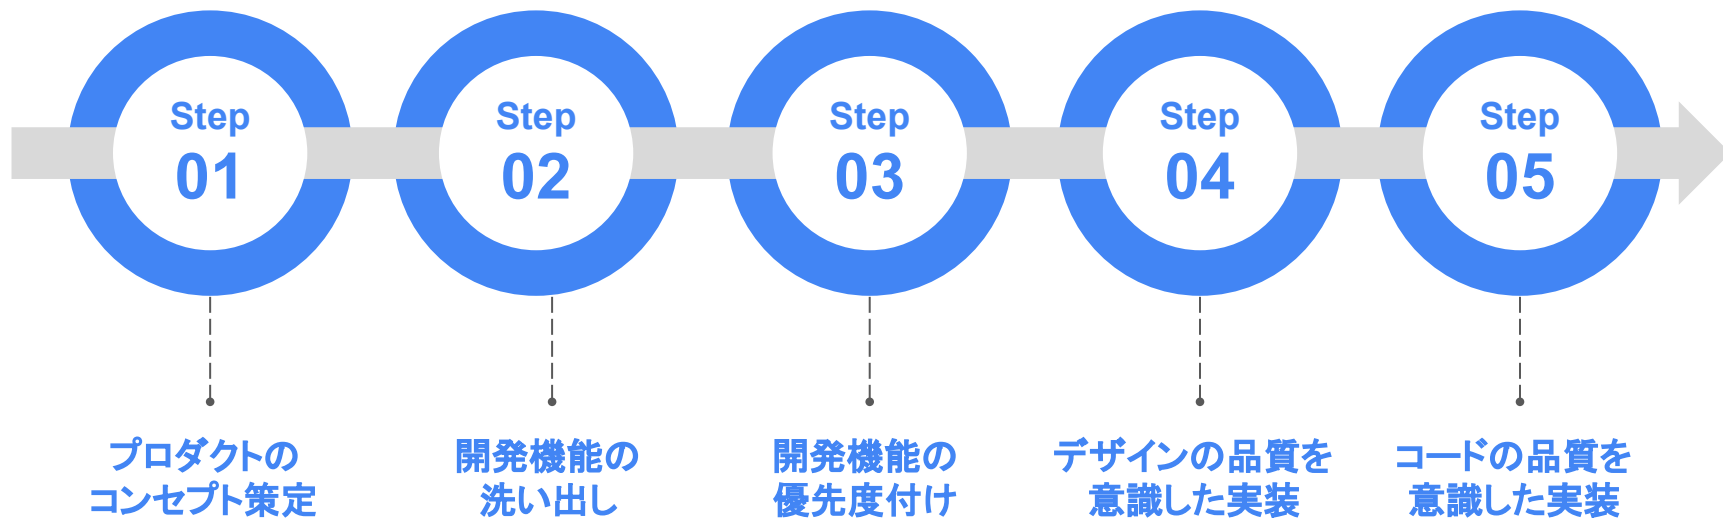 Step
01
Step
02
Step
03
Step
04
Step
05
プロダクトの
コンセプト策定
開発機能の
洗い出し
開発機能の
優先度付け
デザインの品質を
意識した実装
コードの品質を
意識した実装